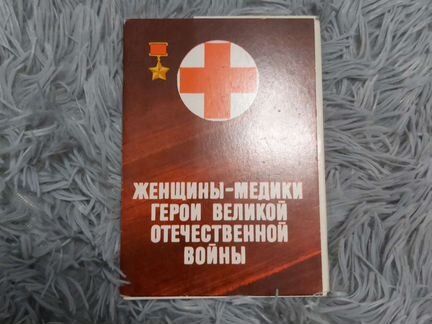 ЖЕНЩИНЫ-МЕДИКИ
ГЕРОИ ВЕЛИКОЙ
ОТЕЧЕСТВЕННОЙ
ВОЙНЫ